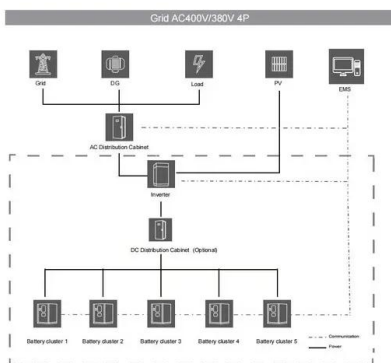 Grid AC400V/380V 4P
Grid
DG
Load
PV
EMS
AC Distribution Cabinet
Inverter
DC Distribution Cabinet (Optional)
Battery cluster 1
Battery cluster 2
Battery cluster 3
Battery cluster 4
Battery cluster 5
Communication
Power